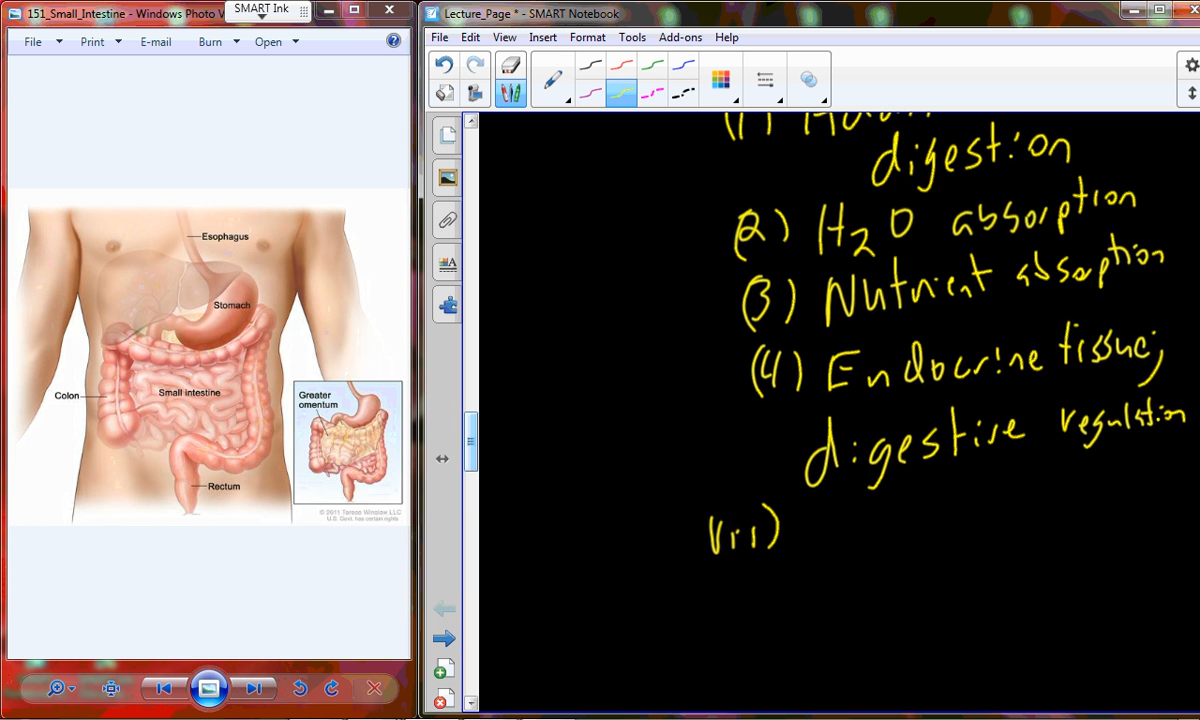 151_Small_Intestine - Windows Photo V
SMART Ink
File Print E-mail Burn Open
Esophagus
Stomach
Small intestine
Colon
Rectum
Greater
omentum
© 2011 Terese Winslow LLC
U.S. Govt. has certain rights
Lecture_Page * - SMART Notebook
File Edit View Insert Format Tools Add-ons Help
(1)
digestion
(2) H2O absorption
(3) Nutrient absorption
(4) Endocrine tissue;
digestive regulation